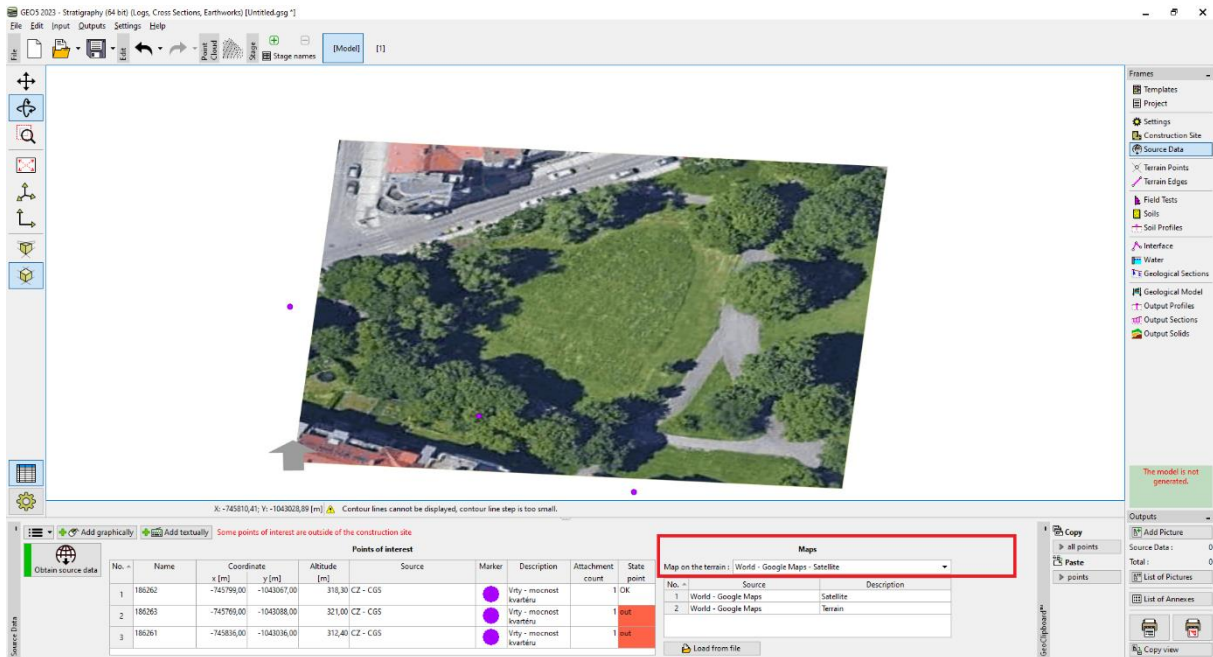 GEO5 2023 - Stratigraphy (64 bit) (Logs, Cross Sections, Earthworks) [Untitled.gsg *]
File Edit Input Outputs Settings Help
File
Edit
Point Cloud
Stage
Stage names
[Model]
[1]
Frames
Templates
Project
Settings
Construction Site
Source Data
Terrain Points
Terrain Edges
Field Tests
Soils
Soil Profiles
Interface
Water
Geological Sections
Geological Model
Output Profiles
Output Sections
Output Solids
The model is not
generated.
X: -745810,41; Y: -1043028,89 [m] Contour lines cannot be displayed, contour line step is too small.
Add graphically Add textually Some points of interest are outside of the construction site
Obtain source data
Points of interest
No. Name Coordinate Altitude Source Marker Description Attachment State
x [m] y [m] [m] count point
1 186262 -745799,00 -1043067,00 318,30 CZ - CGS Vrty - mocnost kvartéru 1 OK
2 186263 -745769,00 -1043088,00 321,00 CZ - CGS Vrty - mocnost kvartéru 1 out
3 186261 -745836,00 -1043036,00 312,40 CZ - CGS Vrty - mocnost kvartéru 1 out
Source Data
Maps
Map on the terrain : World - Google Maps - Satellite
No. Source Description
1 World - Google Maps Satellite
2 World - Google Maps Terrain
Load from file
GeoClipboard™
Copy
all points
Paste
points
Outputs
Add Picture
Source Data : 0
Total : 0
List of Pictures
List of Annexes
Copy view